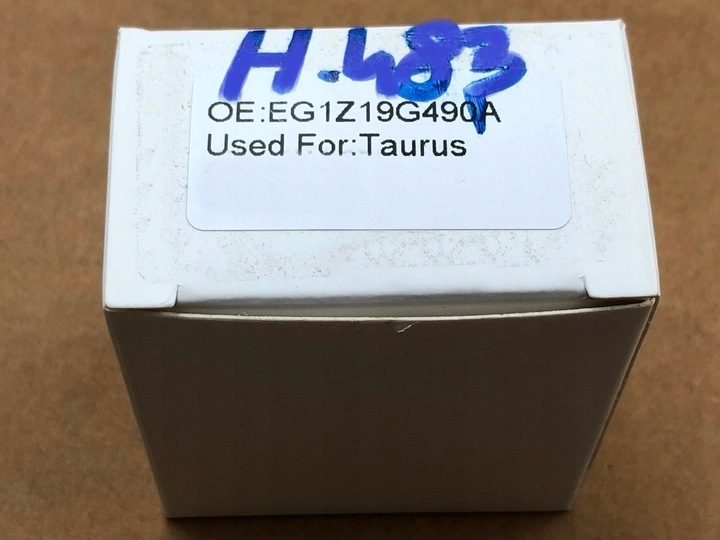 H.483
OE:EG1Z19G490A
Used For:Taurus